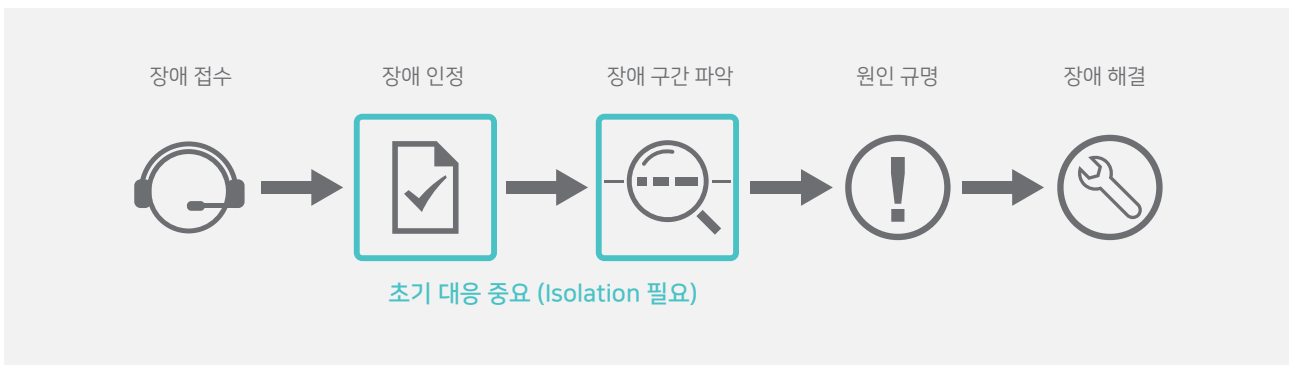 장애 접수
장애 인정
장애 구간 파악
원인 규명
장애 해결
초기 대응 중요 (Isolation 필요)